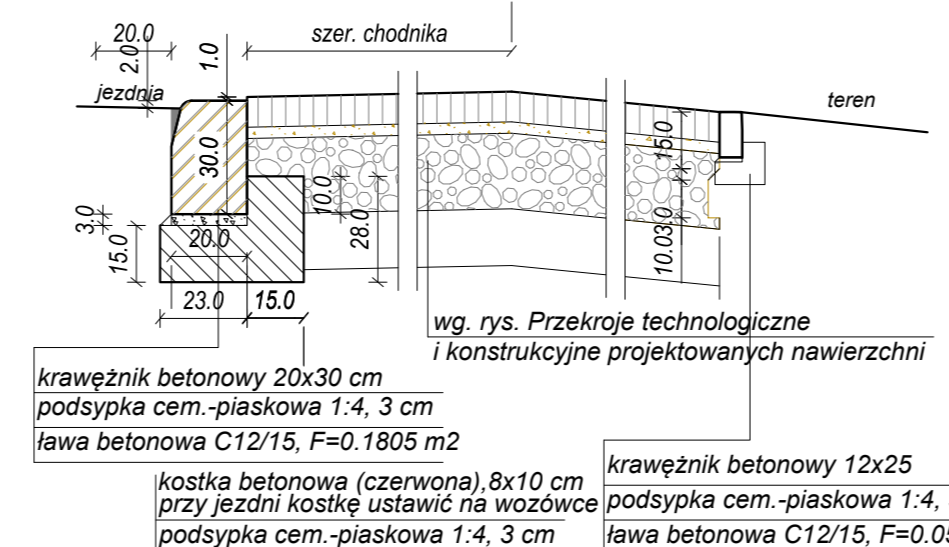 20.0
2.0
1.0
szer. chodnika
jezdnia
teren
30.0
15.0
10.0
3.0
28.0
15.0
20.0
10.0
3.0
23.0
15.0
wg. rys. Przekroje technologiczne
i konstrukcyjne projektowanych nawierzchni
krawężnik betonowy 20x30 cm
podsypka cem.-piaskowa 1:4, 3 cm
ława betonowa C12/15, F=0.1805 m2
kostka betonowa (czerwona),8x10 cm
przy jezdni kostkę ustawić na wozówce
podsypka cem.-piaskowa 1:4, 3 cm
krawężnik betonowy 12x25
podsypka cem.-piaskowa 1:4,
ława betonowa C12/15,